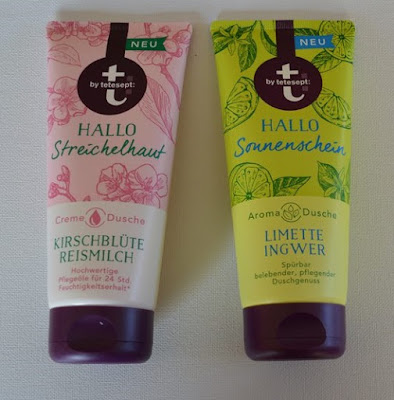 NEU
t
by tetesept:
HALLO
Streichelhaut
Creme Dusche
KIRSCHBLÜTE
REISMILCH
Hochwertige
Pflegeöle für 24 Std.
Feuchtigkeitserhalt*
NEU
t
by tetesept:
HALLO
Sonnenschein
Aroma Dusche
LIMETTE
INGWER
Spürbar
belebender, pflegender
Duschgenuss